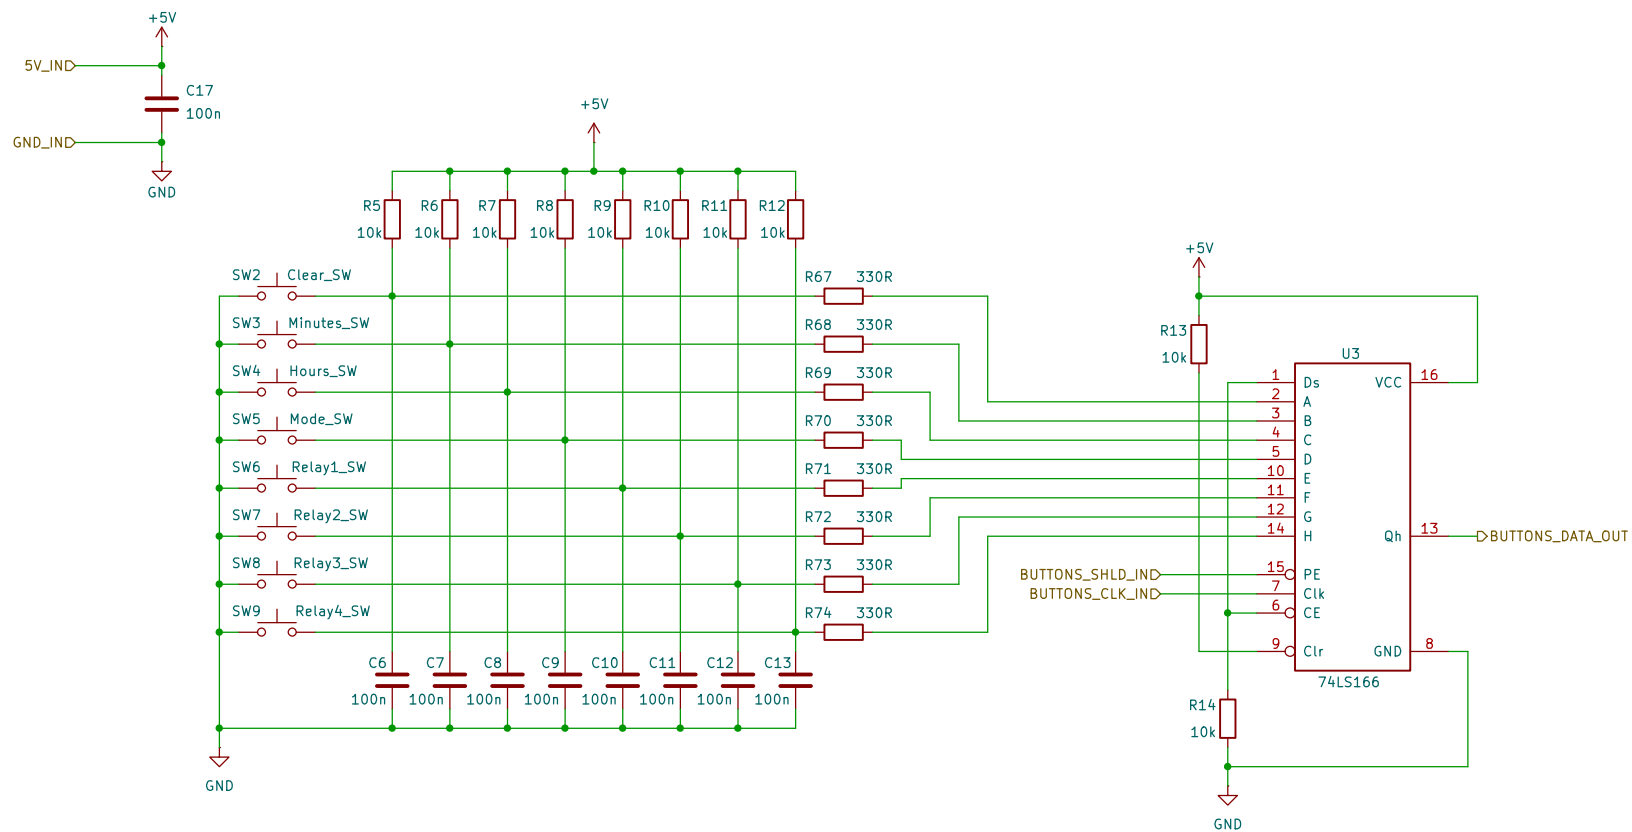 +5V
5V_IN
C17
100n
GND_IN
GND
+5V
R5 R6 R7 R8 R9 R10 R11 R12
10k 10k 10k 10k 10k 10k 10k 10k
SW2 Clear_SW R67 330R
SW3 Minutes_SW R68 330R
SW4 Hours_SW R69 330R
SW5 Mode_SW R70 330R
SW6 Relay1_SW R71 330R
SW7 Relay2_SW R72 330R
SW8 Relay3_SW R73 330R
SW9 Relay4_SW R74 330R
C6 C7 C8 C9 C10 C11 C12 C13
100n 100n 100n 100n 100n 100n 100n 100n
GND
+5V
R13
10k
U3
1 Ds VCC 16
2 A
3 B
4 C
5 D
10 E
11 F
12 G
14 H Qh 13 BUTTONS_DATA_OUT
BUTTONS_SHLD_IN 15 PE
BUTTONS_CLK_IN 7 Clk
6 CE
9 Clr GND 8
74LS166
R14
10k
GND